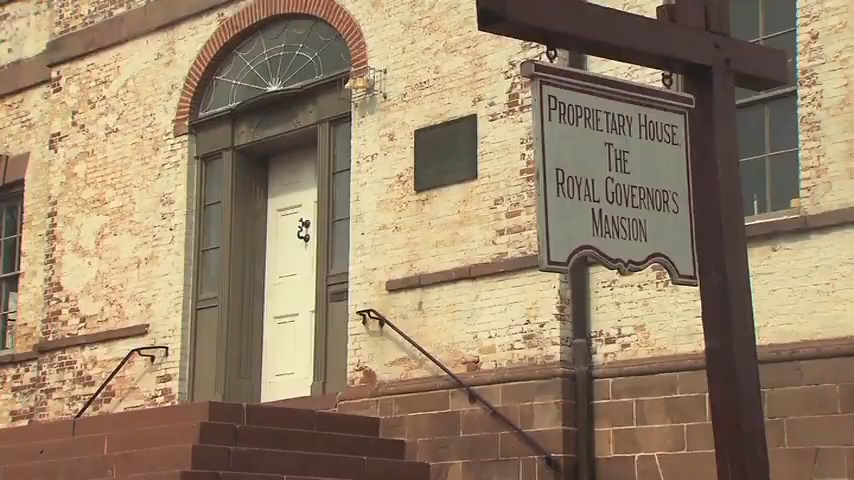 PROPRIETARY HOUSE
THE
ROYAL GOVERNOR'S
MANSION